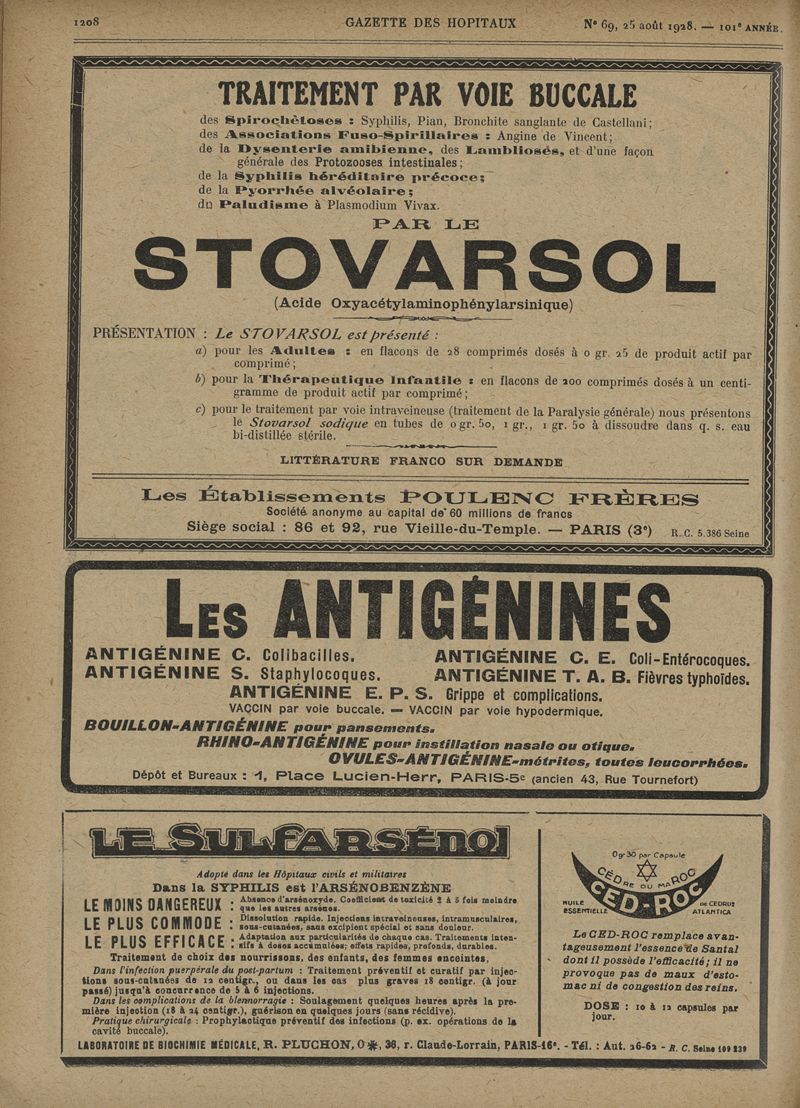 1208
GAZETTE DES HOPITAUX
N° 69, 25 août 1928. — 101e ANNÉE.
TRAITEMENT PAR VOIE BUCCALE
des Spirochètoses : Syphilis, Pian, Bronchite sanglante de Castellani;
des Associations Fuso-Spirillaires : Angine de Vincent;
de la Dysenterie amibienne, des Lambliosés, et d'une façon
générale des Protozooses intestinales;
de la Syphilis héréditaire précoce;
de la Pyorrhée alvéolaire;
du Paludisme à Plasmodium Vivax.
PAR LE
STOVARSOL
(Acide Oxyacétylaminophénylarsinique)
PRÉSENTATION : Le STOVARSOL est présenté :
a) pour les Adultes : en flacons de 28 comprimés dosés à 0 gr. 25 de produit actif par
comprimé;
b) pour la Thérapeutique Infantile : en flacons de 200 comprimés dosés à un centi-
gramme de produit actif par comprimé;
c) pour le traitement par voie intraveineuse (traitement de la Paralysie générale) nous présentons
le Stovarsol sodique en tubes de 0 gr. 50, 1 gr., 1 gr. 50 à dissoudre dans q. s. eau
bi-distillée stérile.
LITTÉRATURE FRANCO SUR DEMANDE
Les Établissements POULENC FRÈRES
Société anonyme au capital de 60 millions de francs
Siège social : 86 et 92, rue Vieille-du-Temple. — PARIS (3e) R. C. 5.386 Seine
LES ANTIGÉNINES
ANTIGÉNINE C. Colibacilles. ANTIGÉNINE C. E. Coli-Entérocoques.
ANTIGÉNINE S. Staphylocoques. ANTIGÉNINE T. A. B. Fièvres typhoïdes.
ANTIGÉNINE E. P. S. Grippe et complications.
VACCIN par voie buccale. — VACCIN par voie hypodermique.
BOUILLON-ANTIGÉNINE pour pansements.
RHINO-ANTIGÉNINE pour instillation nasale ou otique.
OVULES-ANTIGÉNINE-métrites, toutes leucorrhées.
Dépôt et Bureaux : 1, Place Lucien-Herr, PARIS-5e (ancien 43, Rue Tournefort)
LE SULFARSÉNOL
Adopté dans les Hôpitaux civils et militaires
Dans la SYPHILIS est l'ARSÉNOBENZÈNE
LE MOINS DANGEREUX : Absence d'arsénoxyde. Coefficient de toxicité 2 à 5 fois moindre
que les autres arsenos.
LE PLUS COMMODE : Dissolution rapide. Injections intraveineuses, intramusculaires,
sous-cutanées, sans excipient spécial et sans douleur.
LE PLUS EFFICACE : Adaptation aux particularités de chaque cas. Traitements inten-
sifs à doses accumulées; effets rapides, profonds, durables.
Traitement de choix des nourrissons, des enfants, des femmes enceintes,
Dans l'infection puerpérale du post-partum : Traitement préventif et curatif par injec-
tions sous-cutanées de 12 centigr., ou dans les cas plus graves 18 centigr. (à jour
passé) jusqu'à concurrence de 5 à 6 injections.
Dans les complications de la blennorragie : Soulagement quelques heures après la pre-
mière injection (18 à 24 centigr.), guérison en quelques jours (sans récidive).
Pratique chirurgicale : Prophylactique préventif des infections (p. ex. opérations de la
cavité buccale).
0gr 30 par Capsule
CÉDRE DU MAROC
CED-ROC
HUILE
ESSENTIELLE
de CEDRUS
ATLANTICA
Le CED-ROC remplace avan-
tageusement l'essence de Santal
dont il possède l'efficacité; il ne
provoque pas de maux d'esto-
mac ni de congestion des reins.
DOSE : 10 à 12 capsules par
jour.
LABORATOIRE DE BIOCHIMIE MÉDICALE, R. PLUCHON, O✻, 36, r. Claude-Lorrain, PARIS-16e. - Tél. : Aut. 26-62 - R. C. Seine 109 239